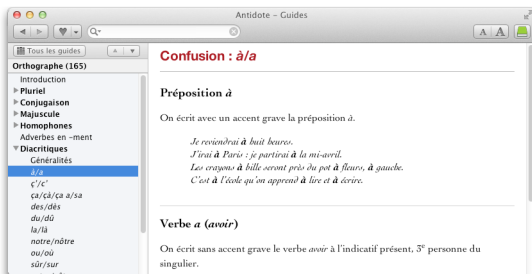 Antidote – Guides
Q
A A
Tous les guides
Orthographe (165)
Introduction
Pluriel
Conjugaison
Majuscule
Homophones
Adverbes en -ment
Diacritiques
Généralités
à/a
ç'/c'
ça/çà/ça a/sa
des/dès
du/dû
la/là
notre/nôtre
ou/où
sûr/sur
Confusion : à/a
Préposition à
On écrit avec un accent grave la préposition à.
Je reviendrai à huit heures.
J'irai à Paris : je partirai à la mi-avril.
Les crayons à bille seront près du pot à fleurs, à gauche.
C'est à l'école qu'on apprend à lire et à écrire.
Verbe a (avoir)
On écrit sans accent grave le verbe avoir à l'indicatif présent, 3e personne du
singulier.